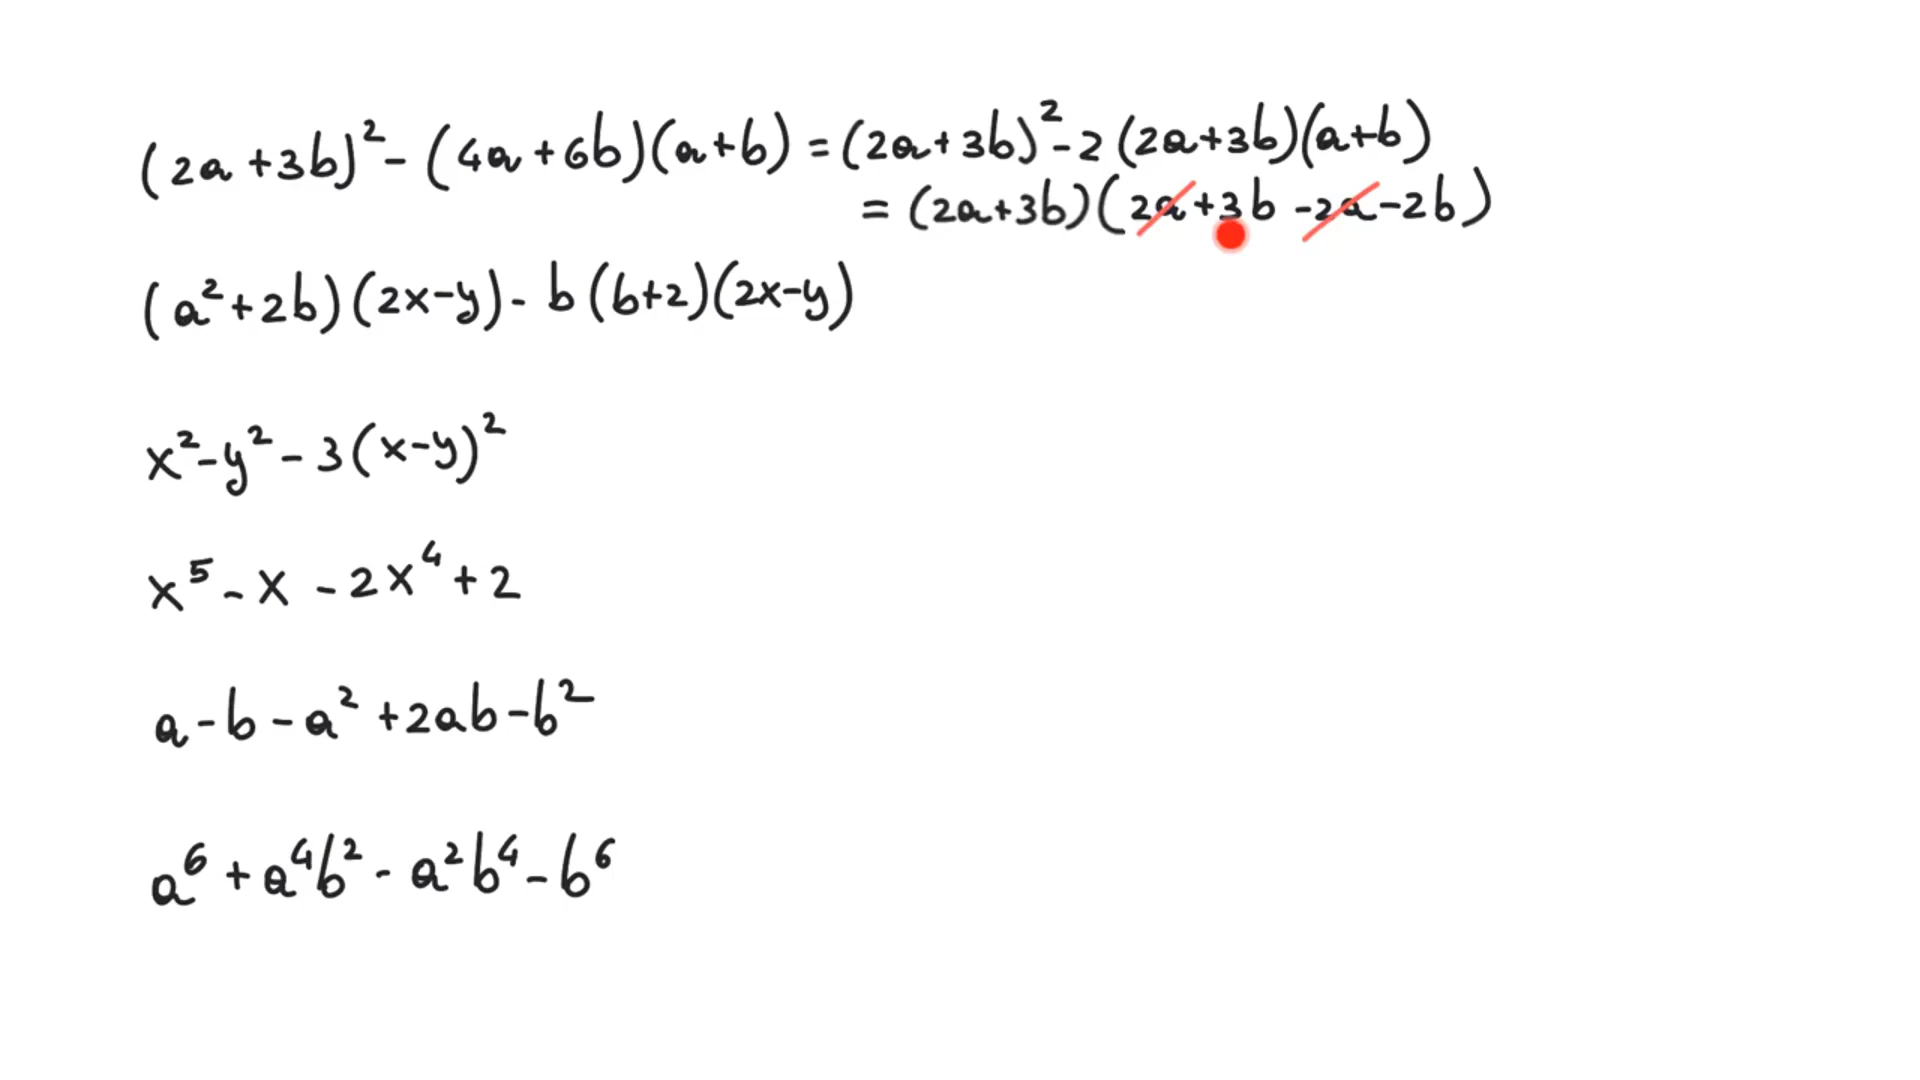 (2a+3b)²-(4a+6b)(a+b)=(2a+3b)²-2(2a+3b)(a+b)
=(2a+3b)(2a+3b-2a-2b)
(a²+2b)(2x-y)-b(b+2)(2x-y)
x²-y²-3(x-y)²
x⁵-x-2x⁴+2
a-b-a²+2ab-b²
a⁶+a⁴b²-a²b⁴-b⁶